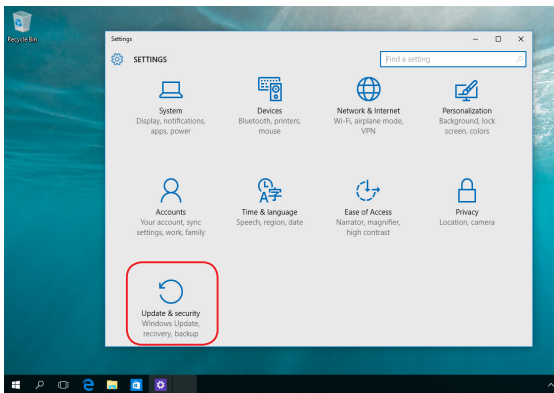 Recycle Bin
Settings
SETTINGS
Find a setting
System
Display, notifications,
apps, power
Devices
Bluetooth, printers,
mouse
Network & Internet
Wi-Fi, airplane mode,
VPN
Personalization
Background, lock
screen, colors
Accounts
Your account, sync
settings, work, family
Time & language
Speech, region, date
Ease of Access
Narrator, magnifier,
high contrast
Privacy
Location, camera
Update & security
Windows Update,
recovery, backup